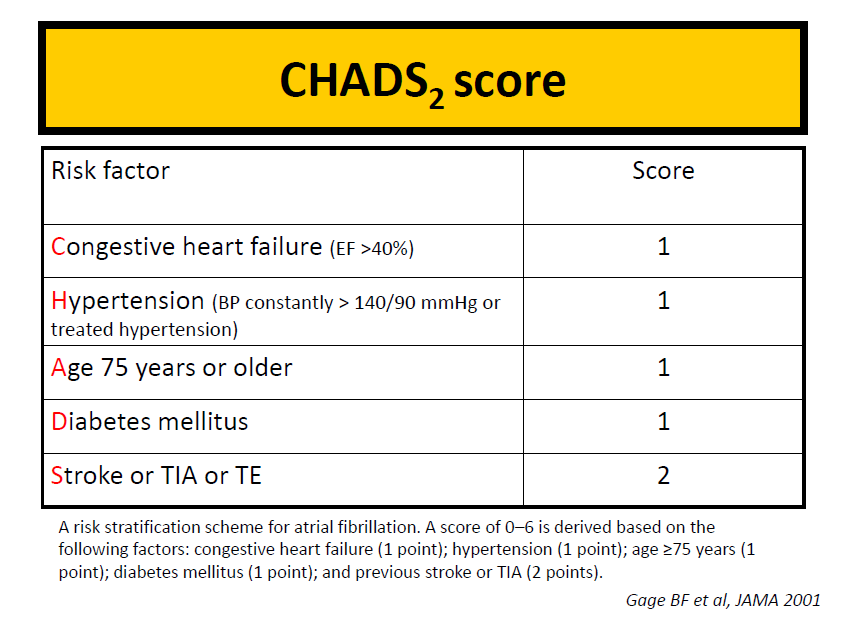 CHADS2 score
Risk factor Score
Congestive heart failure (EF >40%) 1
Hypertension (BP constantly > 140/90 mmHg or 1
treated hypertension)
Age 75 years or older 1
Diabetes mellitus 1
Stroke or TIA or TE 2
A risk stratification scheme for atrial fibrillation. A score of 0–6 is derived based on the
following factors: congestive heart failure (1 point); hypertension (1 point); age ≥75 years (1
point); diabetes mellitus (1 point); and previous stroke or TIA (2 points).
Gage BF et al, JAMA 2001